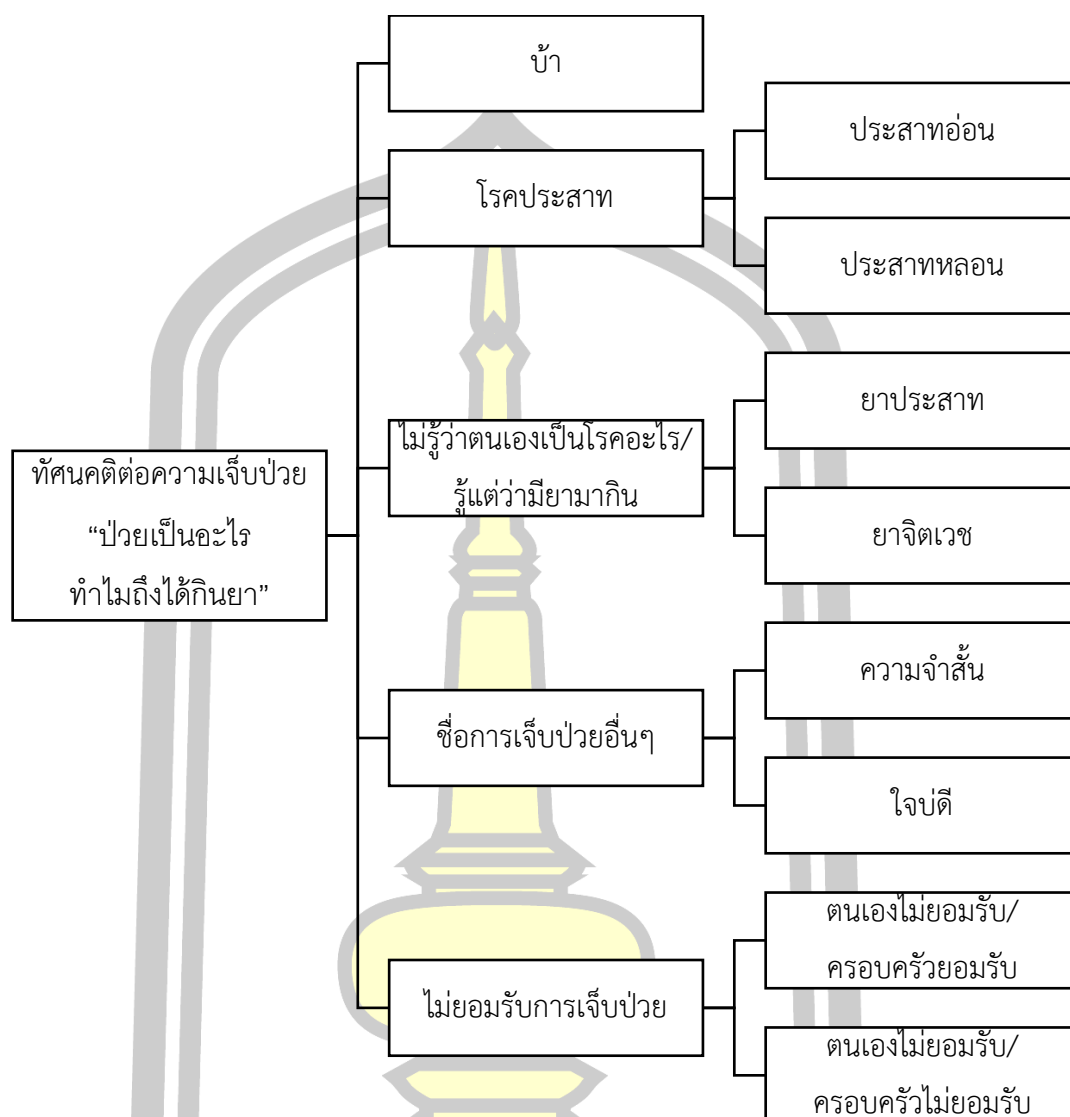 บ้า
ประสาทอ่อน
โรคประสาท
ประสาทหลอน
ยาประสาท
ไม่รู้ว่าตนเองเป็นโรคอะไร/
รู้แต่ว่ามียามากิน
ทัศนคติต่อความเจ็บป่วย
“ป่วยเป็นอะไร
ทำไมถึงได้กินยา”
ยาจิตเวช
ความจำสั้น
ชื่อการเจ็บป่วยอื่นๆ
ใจบ่ดี
ตนเองไม่ยอมรับ/
ครอบครัวยอมรับ
ไม่ยอมรับการเจ็บป่วย
ตนเองไม่ยอมรับ/
ครอบครัวไม่ยอมรับ